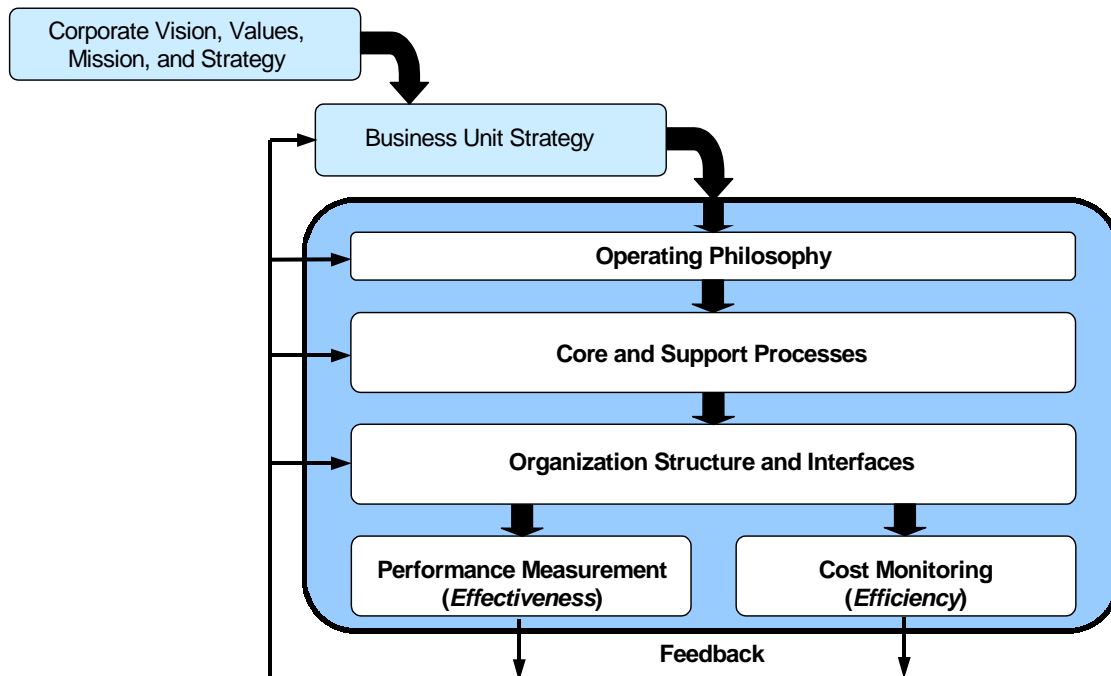 Corporate Vision, Values,
Mission, and Strategy
Business Unit Strategy
Operating Philosophy
Core and Support Processes
Organization Structure and Interfaces
Performance Measurement
(Effectiveness)
Cost Monitoring
(Efficiency)
Feedback